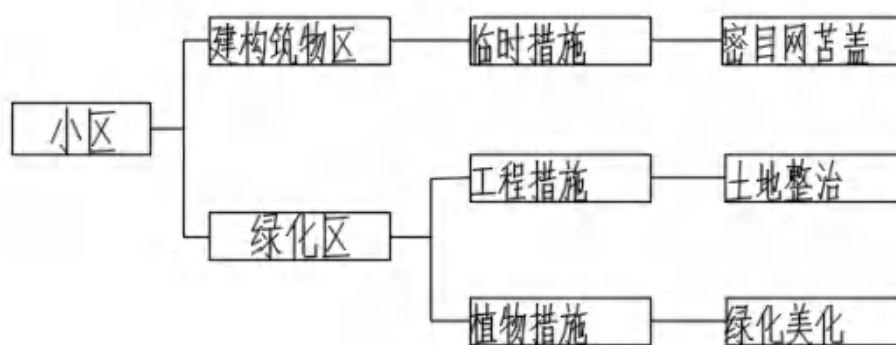 建构筑物区
临时措施
密目网苫盖
小区
工程措施
土地整治
绿化区
植物措施
绿化美化